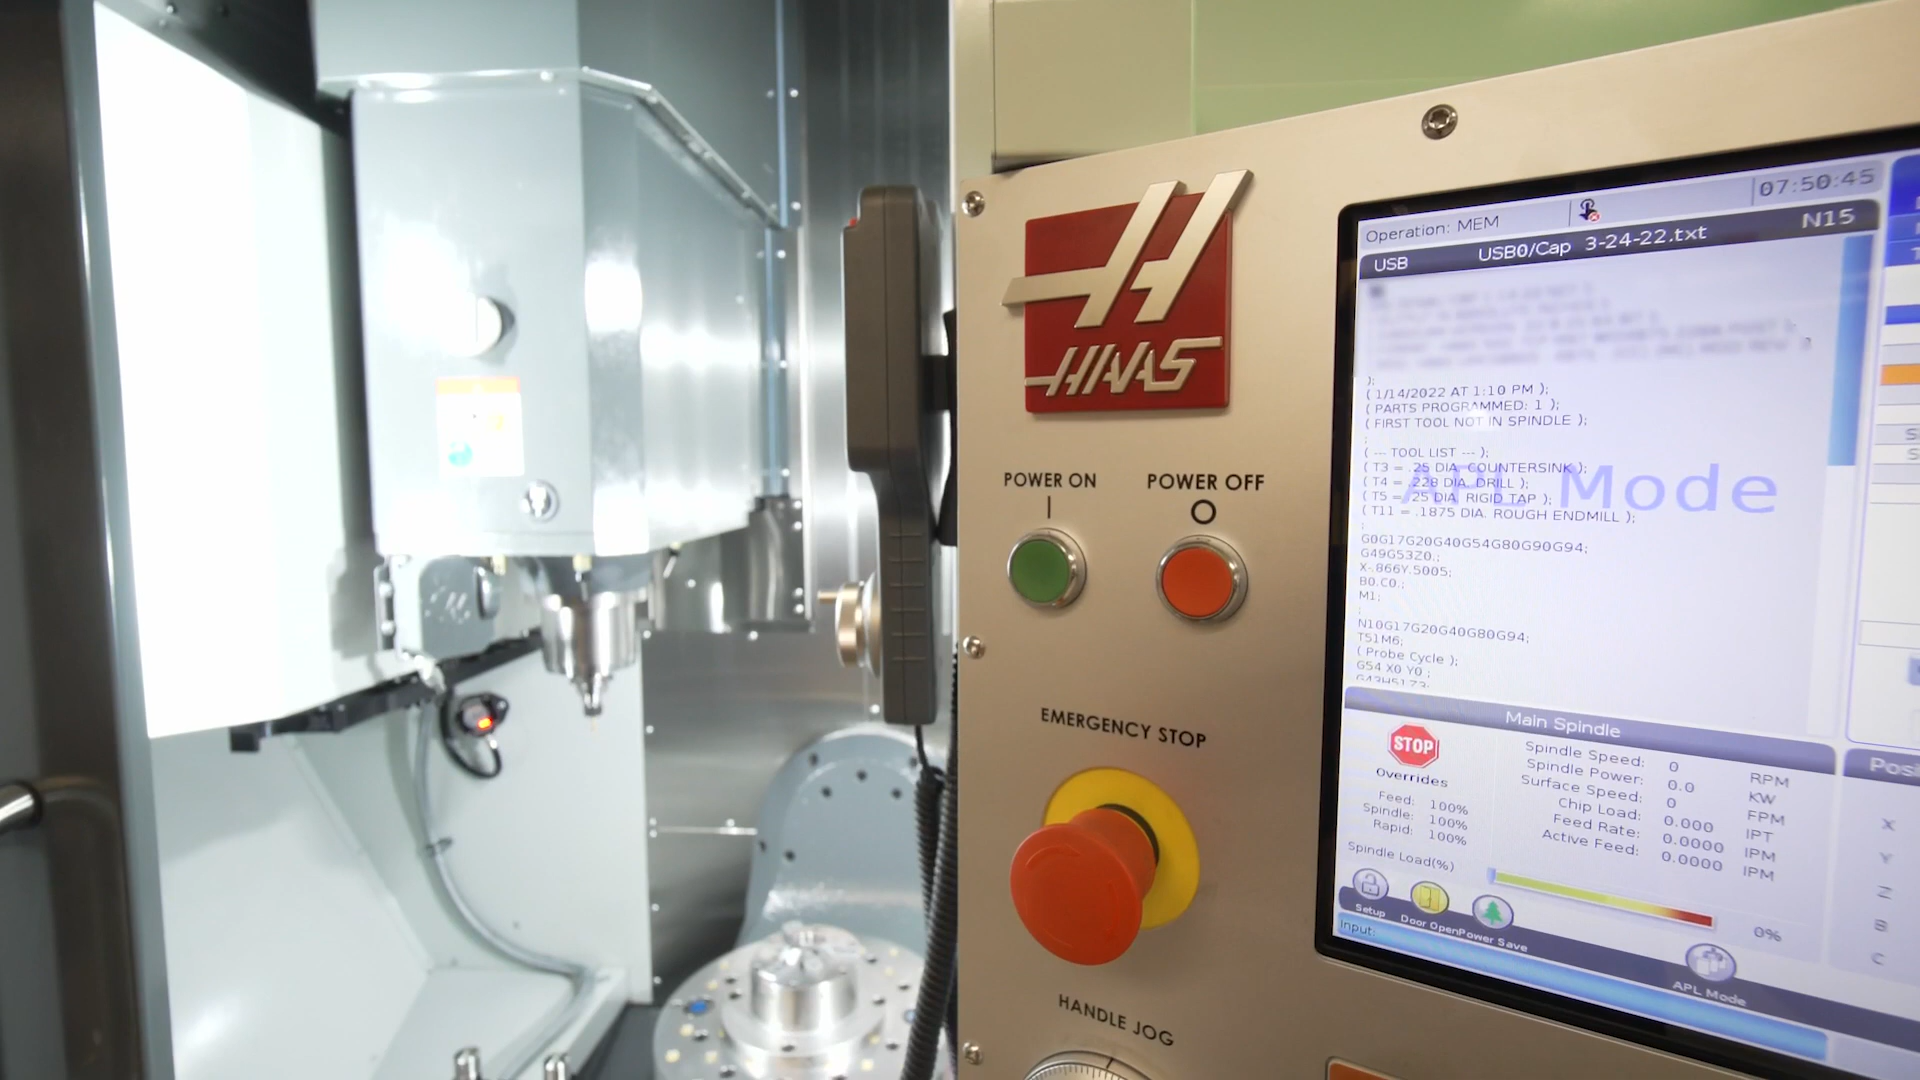 HAAS
POWER ON
POWER OFF
EMERGENCY STOP
HANDLE JOG
Operation: MEM
07:50:45
USB
USB0/Cap 3-24-22.txt
N15
);
( 1/14/2022 AT 1:10 PM );
( PARTS PROGRAMMED: 1 );
( FIRST TOOL NOT IN SPINDLE );
;
( --- TOOL LIST --- );
( T3 = .25 DIA. COUNTERSINK );
( T4 = .228 DIA. DRILL );
( T5 = .25 DIA. RIGID TAP );
( T11 = .1875 DIA. ROUGH ENDMILL );
APL Mode
;
G0G17G20G40G54G80G90G94;
G49G53Z0.;
X-.866Y.5005;
B0.C0.;
M1;
;
N10G17G20G40G80G94;
T51M6;
( Probe Cycle );
G54 X0 Y0 ;
G43H51Z3;
Main Spindle
STOP
Overrides
Feed: 100%
Spindle: 100%
Rapid: 100%
Spindle Load(%)
Spindle Speed: 0 RPM
Spindle Power: 0.0 KW
Surface Speed: 0 FPM
Chip Load: 0.000 IPT
Feed Rate: 0.0000 IPM
Active Feed: 0.0000 IPM
0%
Setup
Door Open
Power Save
APL Mode
Input:
Posi
X
Y
Z
B
C